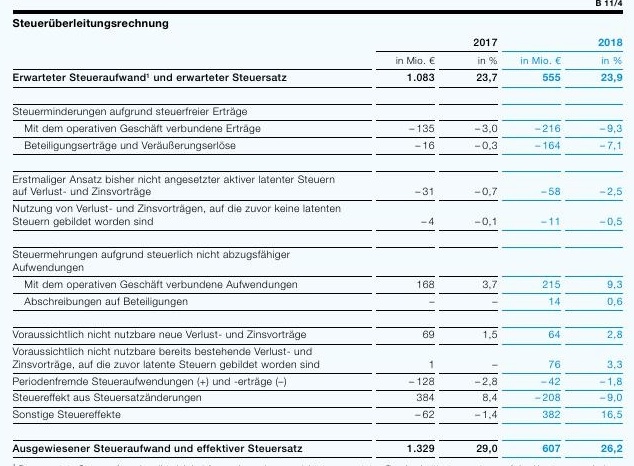 B 11/4
Steuerüberleitungsrechnung
2017 2018
in Mio. € in % in Mio. € in %
Erwarteter Steueraufwand¹ und erwarteter Steuersatz 1.083 23,7 555 23,9
Steuerminderungen aufgrund steuerfreier Erträge
Mit dem operativen Geschäft verbundene Erträge –135 –3,0 –216 –9,3
Beteiligungserträge und Veräußerungserlöse –16 –0,3 –164 –7,1
Erstmaliger Ansatz bisher nicht angesetzter aktiver latenter Steuern
auf Verlust- und Zinsvorträge –31 –0,7 –58 –2,5
Nutzung von Verlust- und Zinsvorträgen, auf die zuvor keine latenten
Steuern gebildet worden sind –4 –0,1 –11 –0,5
Steuermehrungen aufgrund steuerlich nicht abzugsfähiger
Aufwendungen
Mit dem operativen Geschäft verbundene Aufwendungen 168 3,7 215 9,3
Abschreibungen auf Beteiligungen – – 14 0,6
Voraussichtlich nicht nutzbare neue Verlust- und Zinsvorträge 69 1,5 64 2,8
Voraussichtlich nicht nutzbare bereits bestehende Verlust- und
Zinsvorträge, auf die zuvor latente Steuern gebildet worden sind 1 – 76 3,3
Periodenfremde Steueraufwendungen (+) und -erträge (–) –128 –2,8 –42 –1,8
Steuereffekt aus Steuersatzänderungen 384 8,4 –208 –9,0
Sonstige Steuereffekte –62 –1,4 382 16,5
Ausgewiesener Steueraufwand und effektiver Steuersatz 1.329 29,0 607 26,2